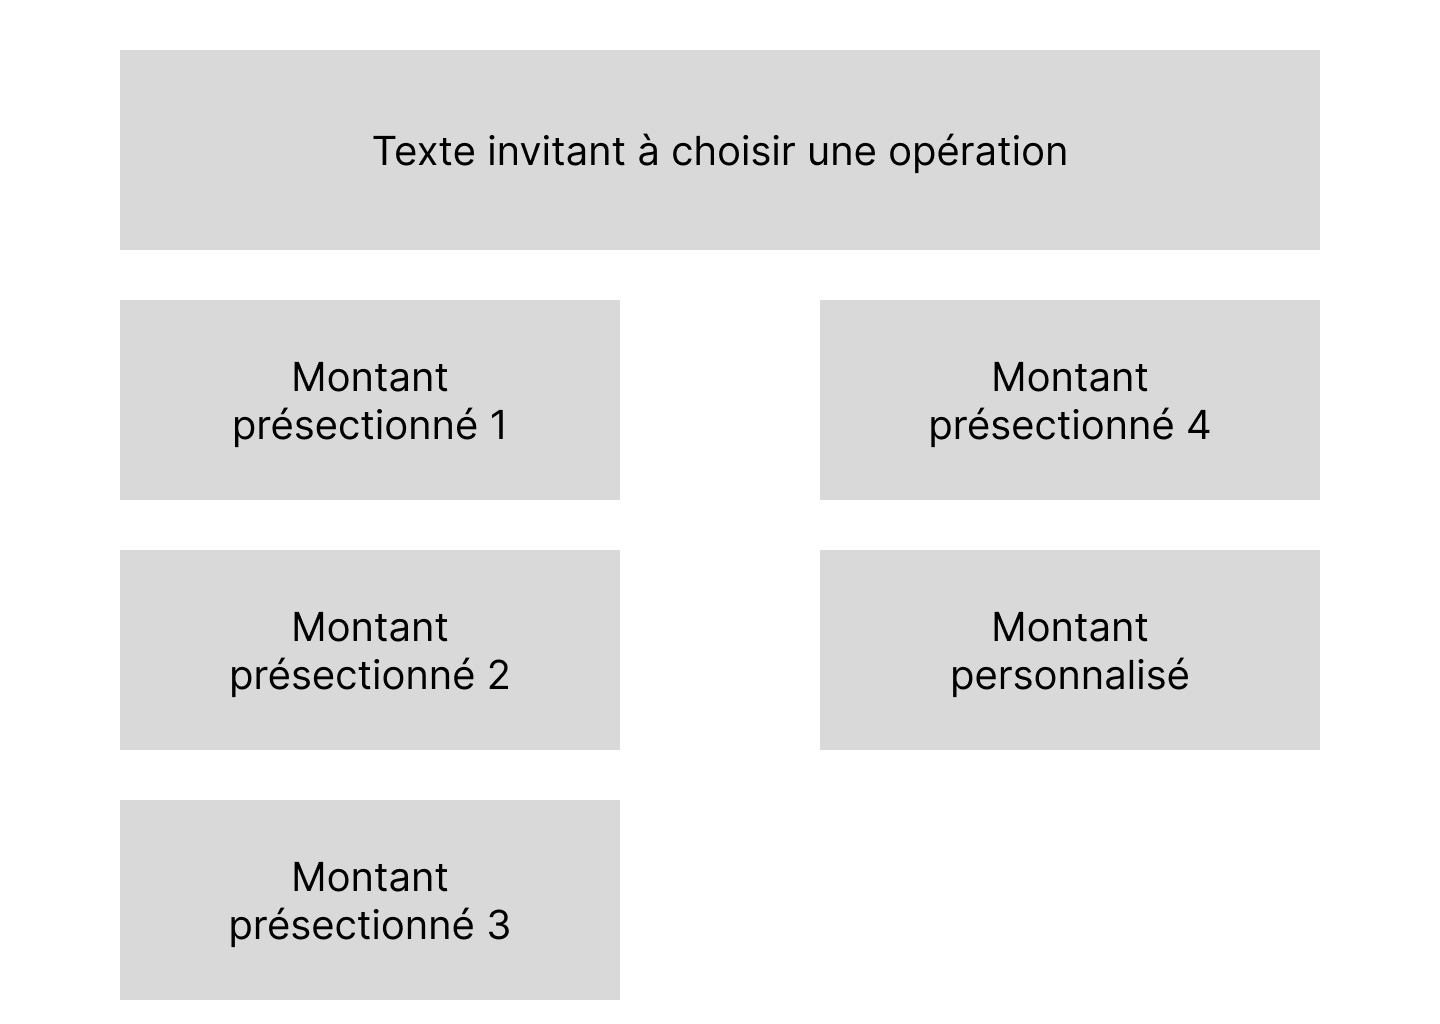 Texte invitant à choisir une opération
Montant
présectionné 1
Montant
présectionné 4
Montant
présectionné 2
Montant
personnalisé
Montant
présectionné 3